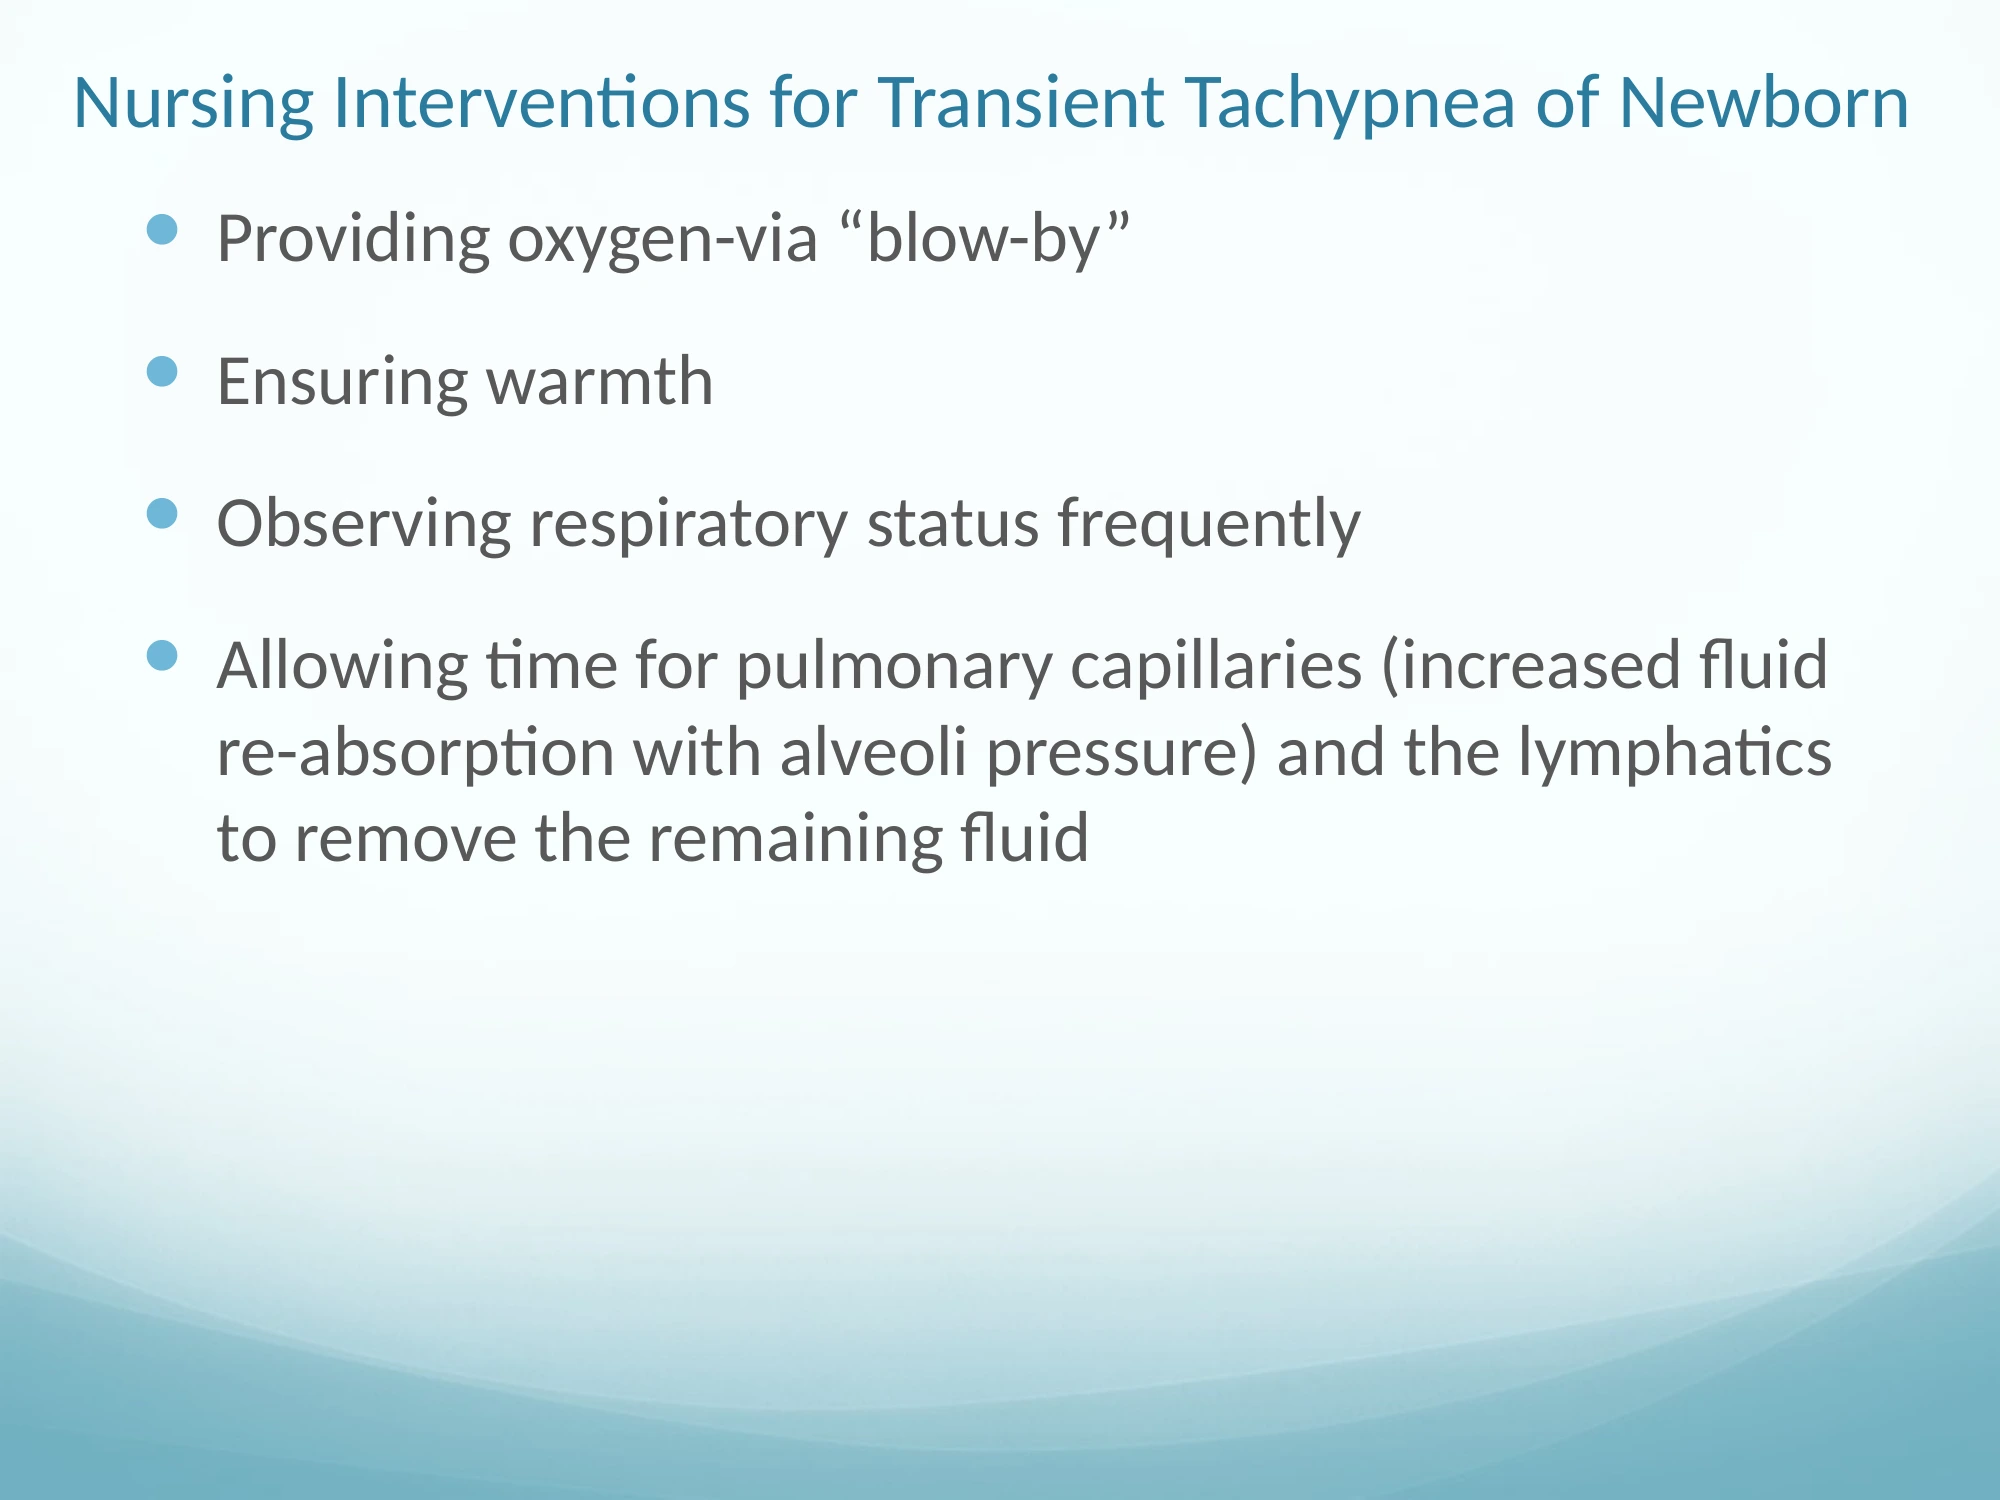 Nursing Interventions for Transient Tachypnea of Newborn
• Providing oxygen-via “blow-by”
• Ensuring warmth
• Observing respiratory status frequently
• Allowing time for pulmonary capillaries (increased fluid
re-absorption with alveoli pressure) and the lymphatics
to remove the remaining fluid